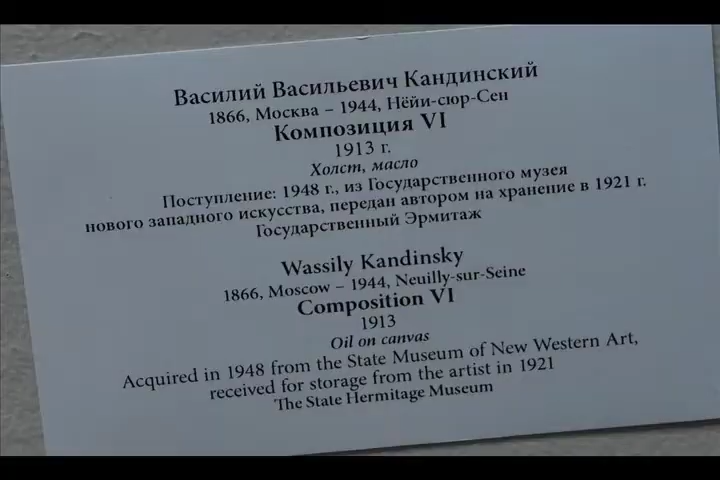 Василий Васильевич Кандинский
1866, Москва – 1944, Нёйи-сюр-Сен
Композиция VI
1913 г.
Холст, масло
Поступление: 1948 г., из Государственного музея
нового западного искусства, передан автором на хранение в 1921 г.
Государственный Эрмитаж
Wassily Kandinsky
1866, Moscow – 1944, Neuilly-sur-Seine
Composition VI
1913
Oil on canvas
Acquired in 1948 from the State Museum of New Western Art,
received for storage from the artist in 1921
The State Hermitage Museum